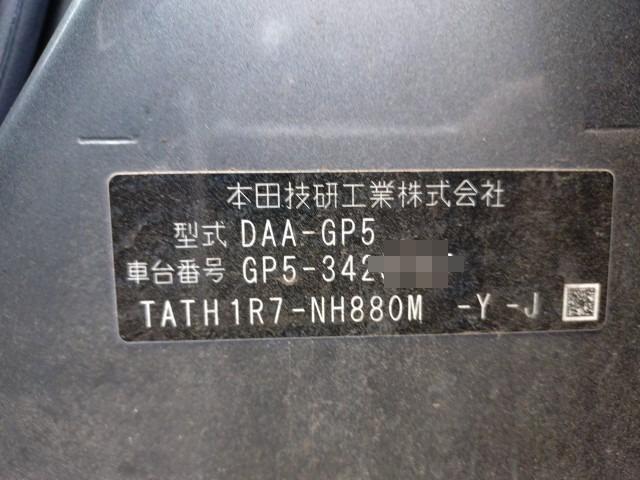 本田技研工業株式会社
型式 DAA-GP5
車台番号 GP5-342
TATH1R7-NH880M -Y -J